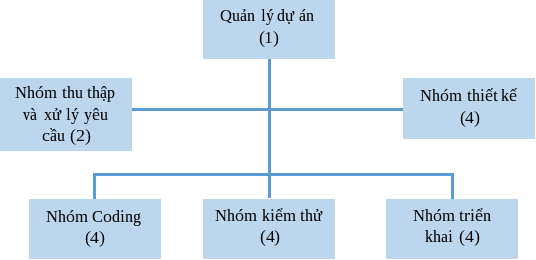 Quản lý dự án
(1)
Nhóm thu thập
và xử lý yêu
cầu (2)
Nhóm thiết kế
(4)
Nhóm Coding
(4)
Nhóm kiểm thử
(4)
Nhóm triển
khai (4)